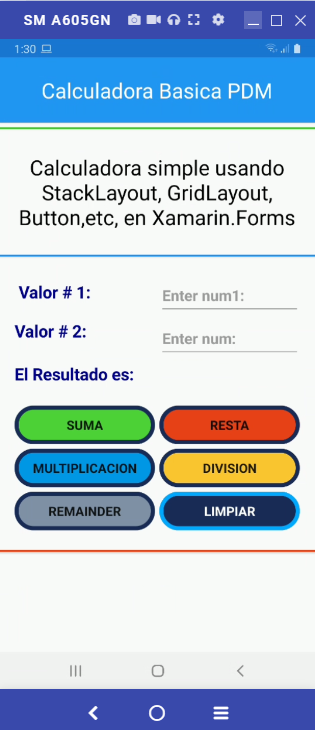 SM A605GN
1:30
Calculadora Basica PDM
Calculadora simple usando
StackLayout, GridLayout,
Button,etc, en Xamarin.Forms
Valor # 1: Enter num1:
Valor # 2: Enter num:
El Resultado es:
SUMA RESTA
MULTIPLICACION DIVISION
REMAINDER LIMPIAR